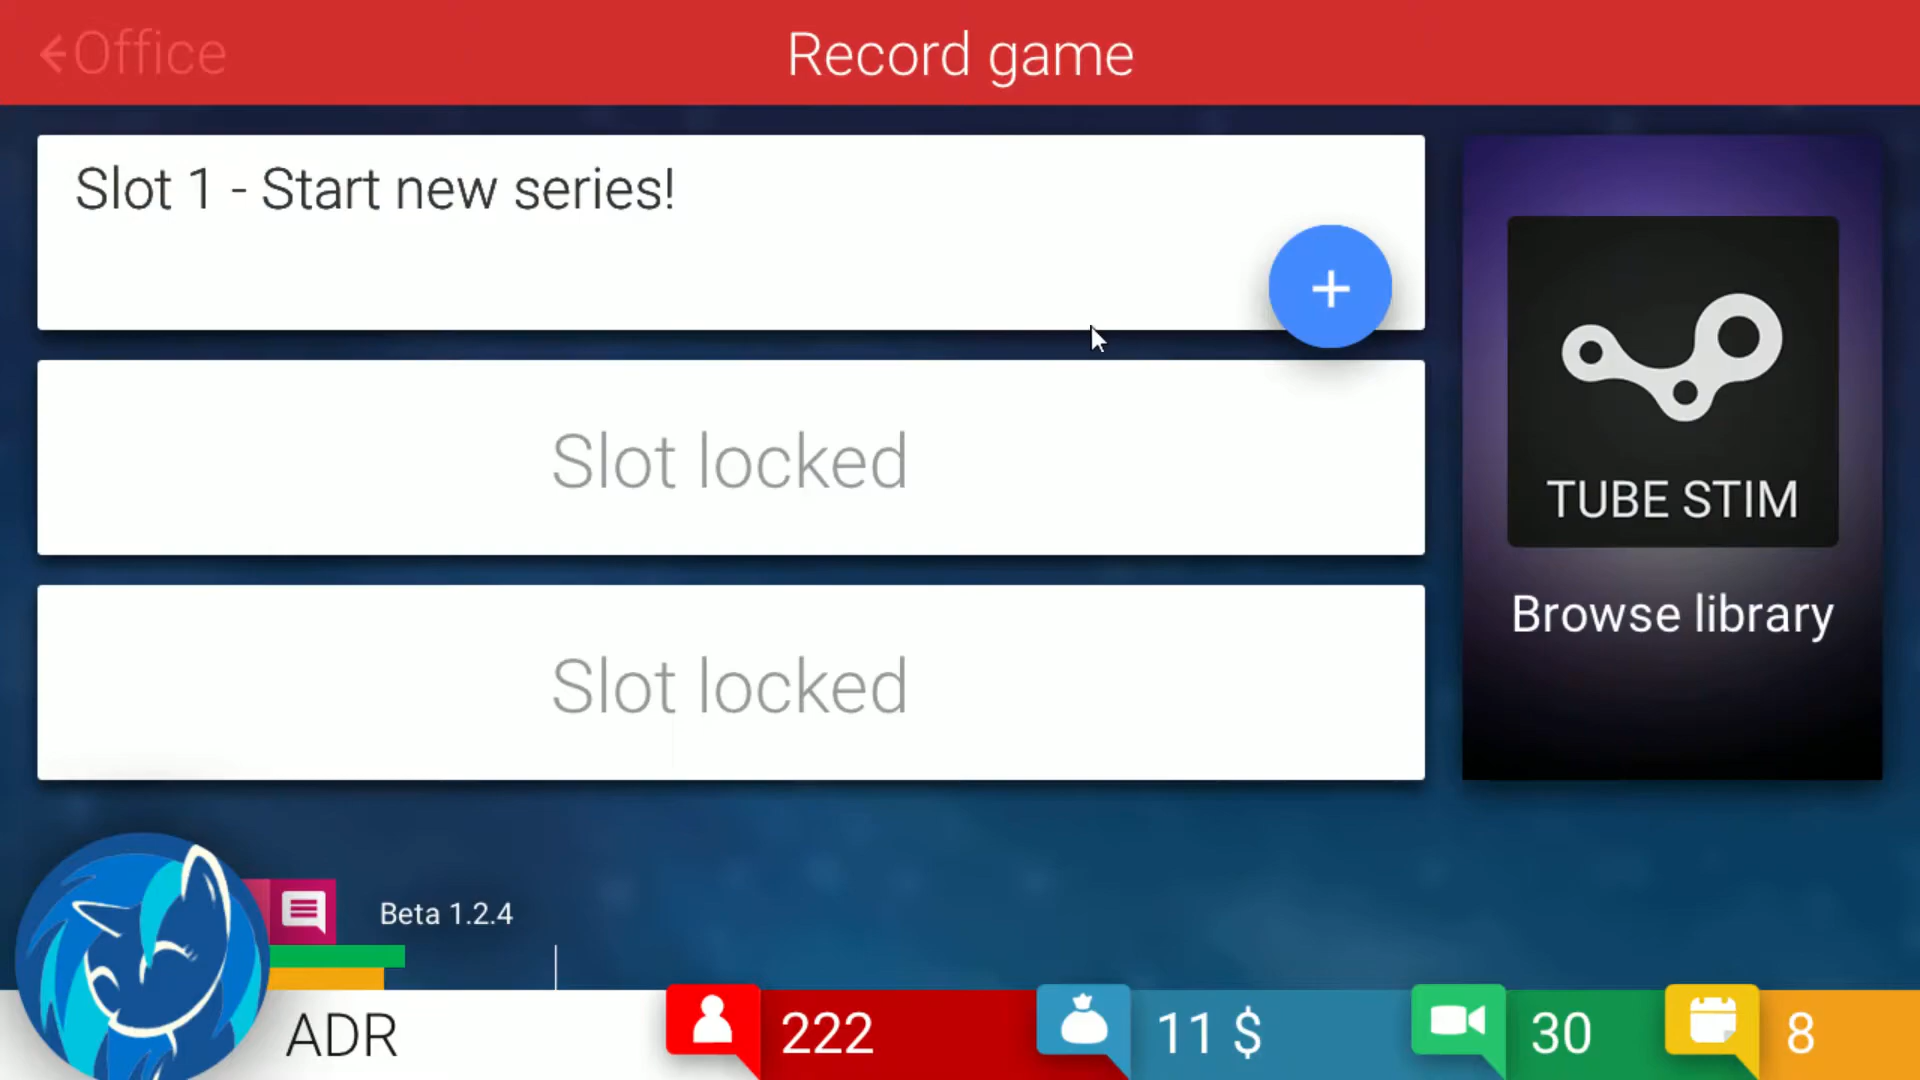 Office
Record game
Slot 1 - Start new series!
+
Slot locked
Slot locked
TUBE STIM
Browse library
Beta 1.2.4
ADR
222
11 $
30
8